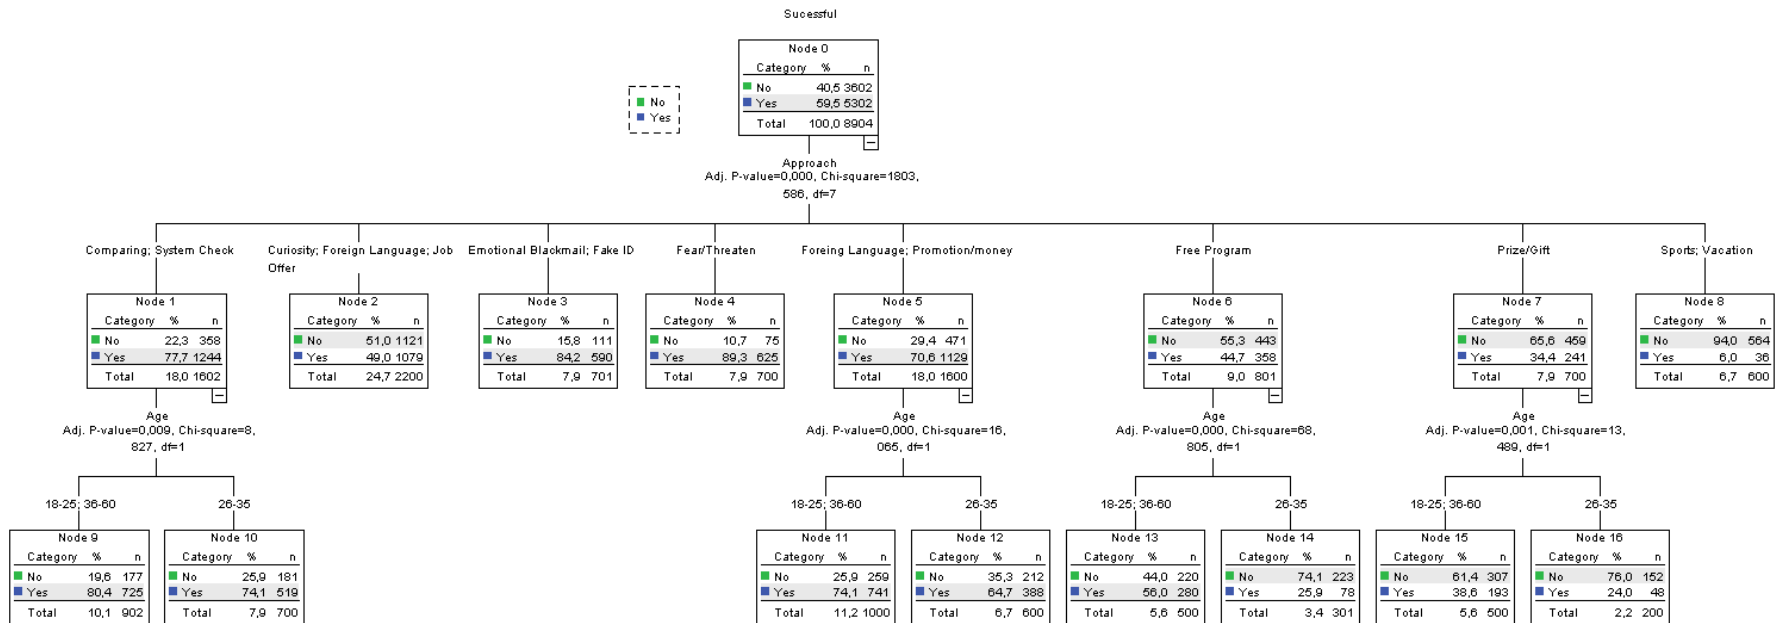 Sucessful
Node 0
Category % n
No 40,5 3602
Yes 59,5 5302
Total 100,0 8904
No
Yes
Approach
Adj. P-value=0,000, Chi-square=1803,
586, df=7
Comparing; System Check
Curiosity; Foreign Language; Job
Offer
Emotional Blackmail; Fake ID
Fear/Threaten
Foreing Language; Promotion/money
Free Program
Prize/Gift
Sports; Vacation
Node 1
Category % n
No 22,3 358
Yes 77,7 1244
Total 18,0 1602
Node 2
Category % n
No 51,0 1121
Yes 49,0 1079
Total 24,7 2200
Node 3
Category % n
No 15,8 111
Yes 84,2 590
Total 7,9 701
Node 4
Category % n
No 10,7 75
Yes 89,3 625
Total 7,9 700
Node 5
Category % n
No 29,4 471
Yes 70,6 1129
Total 18,0 1600
Node 6
Category % n
No 55,3 443
Yes 44,7 358
Total 9,0 801
Node 7
Category % n
No 65,6 459
Yes 34,4 241
Total 7,9 700
Node 8
Category % n
No 94,0 564
Yes 6,0 36
Total 6,7 600
Age
Adj. P-value=0,009, Chi-square=8,
827, df=1
Age
Adj. P-value=0,000, Chi-square=16,
065, df=1
Age
Adj. P-value=0,000, Chi-square=68,
805, df=1
Age
Adj. P-value=0,001, Chi-square=13,
489, df=1
18-25; 36-60
26-35
18-25; 36-60
26-35
18-25; 36-60
26-35
18-25; 36-60
26-35
Node 9
Category % n
No 19,6 177
Yes 80,4 725
Total 10,1 902
Node 10
Category % n
No 25,9 181
Yes 74,1 519
Total 7,9 700
Node 11
Category % n
No 25,9 259
Yes 74,1 741
Total 11,2 1000
Node 12
Category % n
No 35,3 212
Yes 64,7 388
Total 6,7 600
Node 13
Category % n
No 44,0 220
Yes 56,0 280
Total 5,6 500
Node 14
Category % n
No 74,1 223
Yes 25,9 78
Total 3,4 301
Node 15
Category % n
No 61,4 307
Yes 38,6 193
Total 5,6 500
Node 16
Category % n
No 76,0 152
Yes 24,0 48
Total 2,2 200